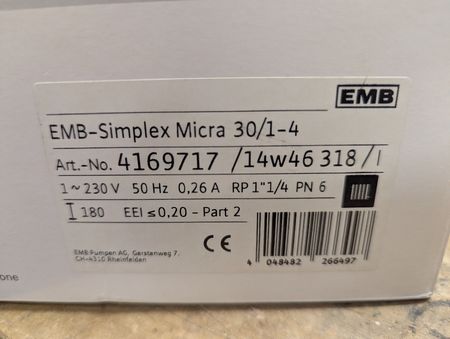 EMB
EMB-Simplex Micra 30/1-4
Art.-No. 4169717 /14w46 318/I
1~230 V 50 Hz 0,26 A RP 1"1/4 PN 6
180 EEI ≤ 0,20 - Part 2
CE
EMB Pumpen AG, Gerstenweg 7,
CH-4310 Rheinfelden
4 048482 266497
one